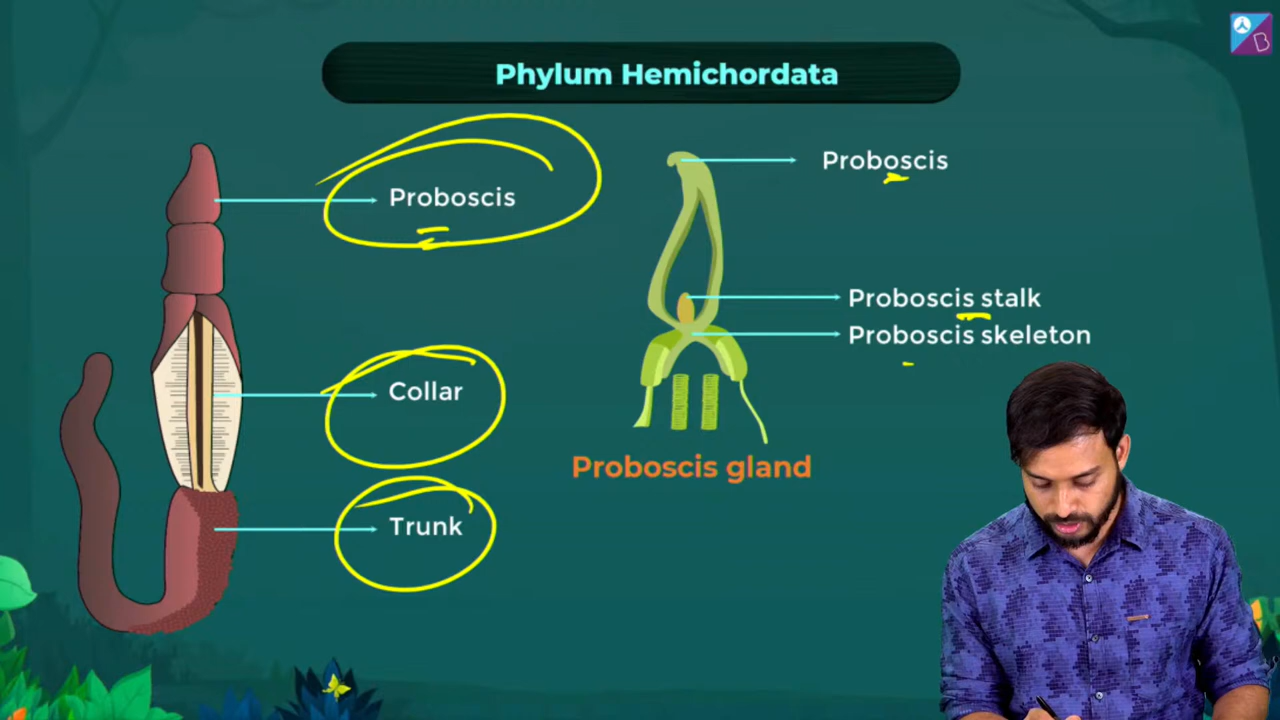 Phylum Hemichordata
Proboscis
Collar
Trunk
Proboscis
Proboscis stalk
Proboscis skeleton
Proboscis gland
B